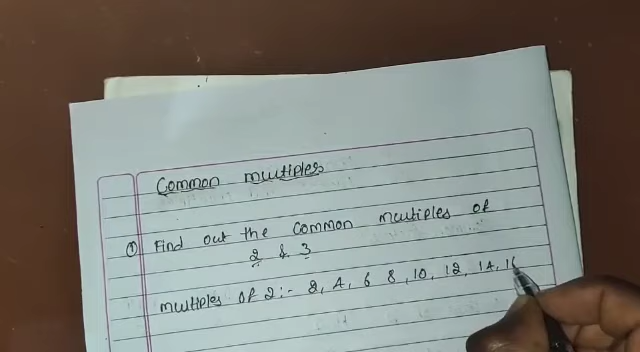 Common multiples
① Find out the common multiples of
2 & 3
multiples of 2:- 2, 4, 6 8, 10, 12, 14, 16